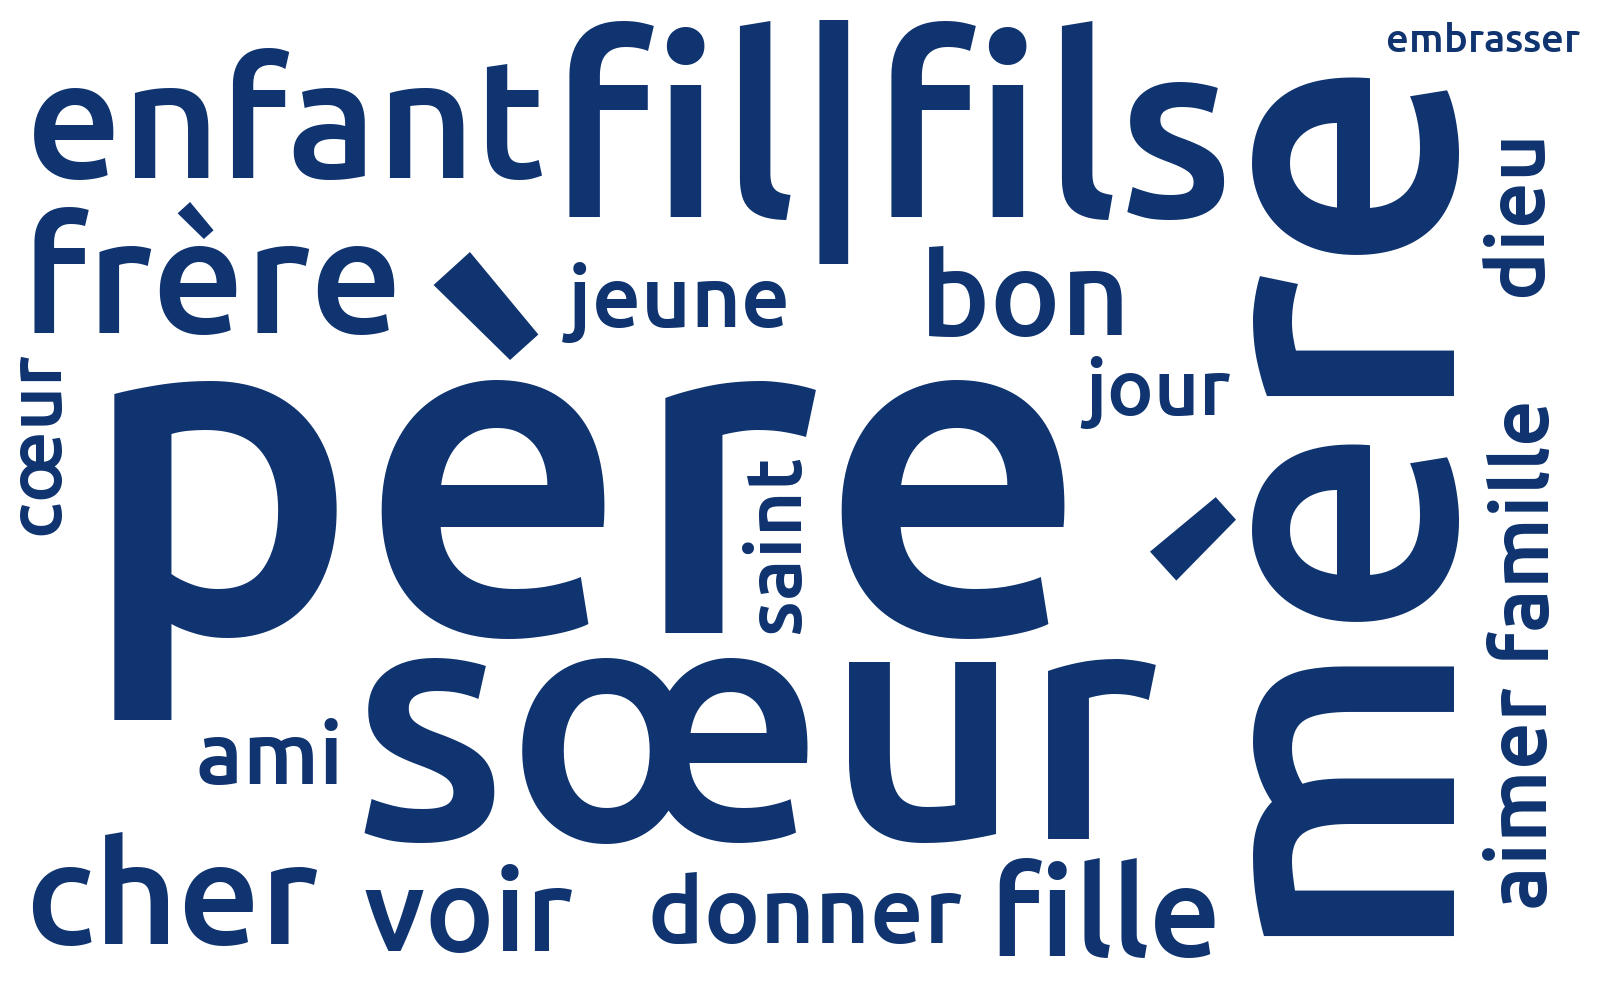 embrasser
enfant
fil|fils
frère
jeune
bon
dieu
cœur
père
jour
mère
saint
famille
sœur
ami
aimer
cher
voir
donner
fille